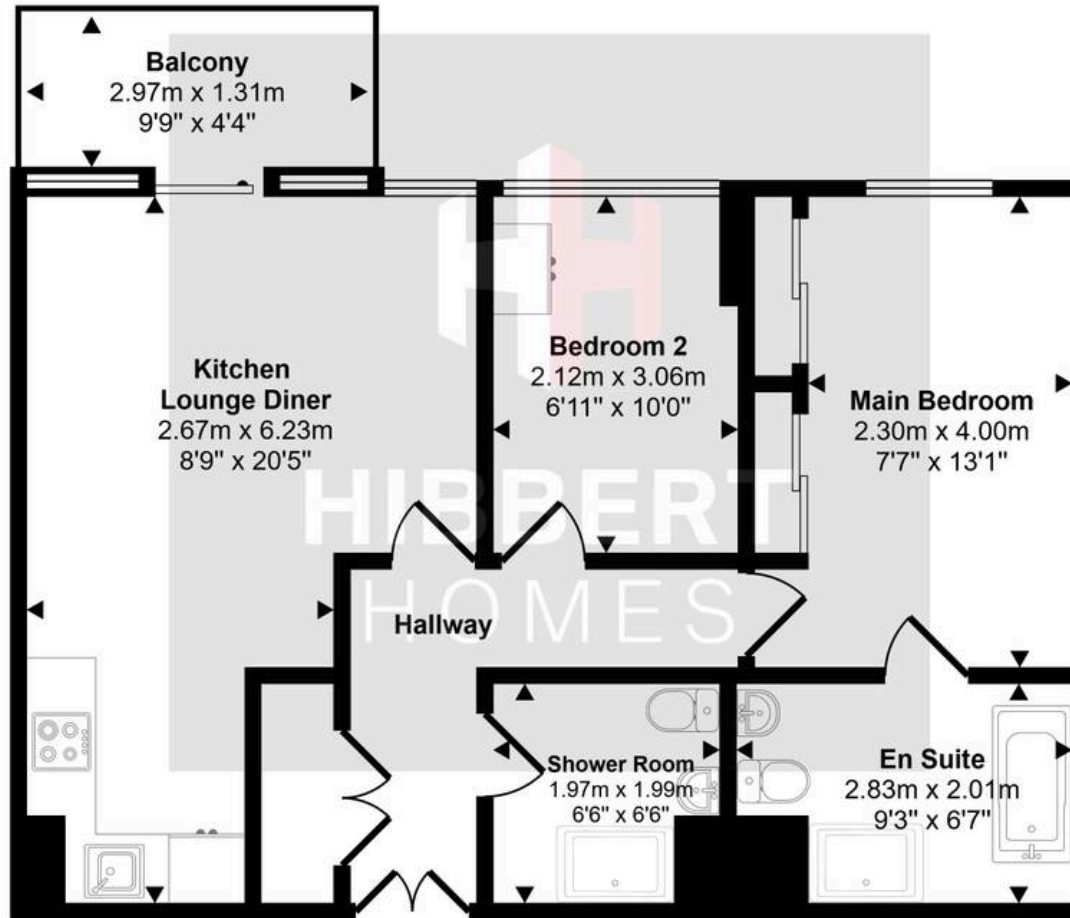 Balcony
2.97m x 1.31m
9'9" x 4'4"
Kitchen
Lounge Diner
2.67m x 6.23m
8'9" x 20'5"
Bedroom 2
2.12m x 3.06m
6'11" x 10'0"
Main Bedroom
2.30m x 4.00m
7'7" x 13'1"
HIBBERT
HOMES
Hallway
Shower Room
1.97m x 1.99m
6'6" x 6'6"
En Suite
2.83m x 2.01m
9'3" x 6'7"